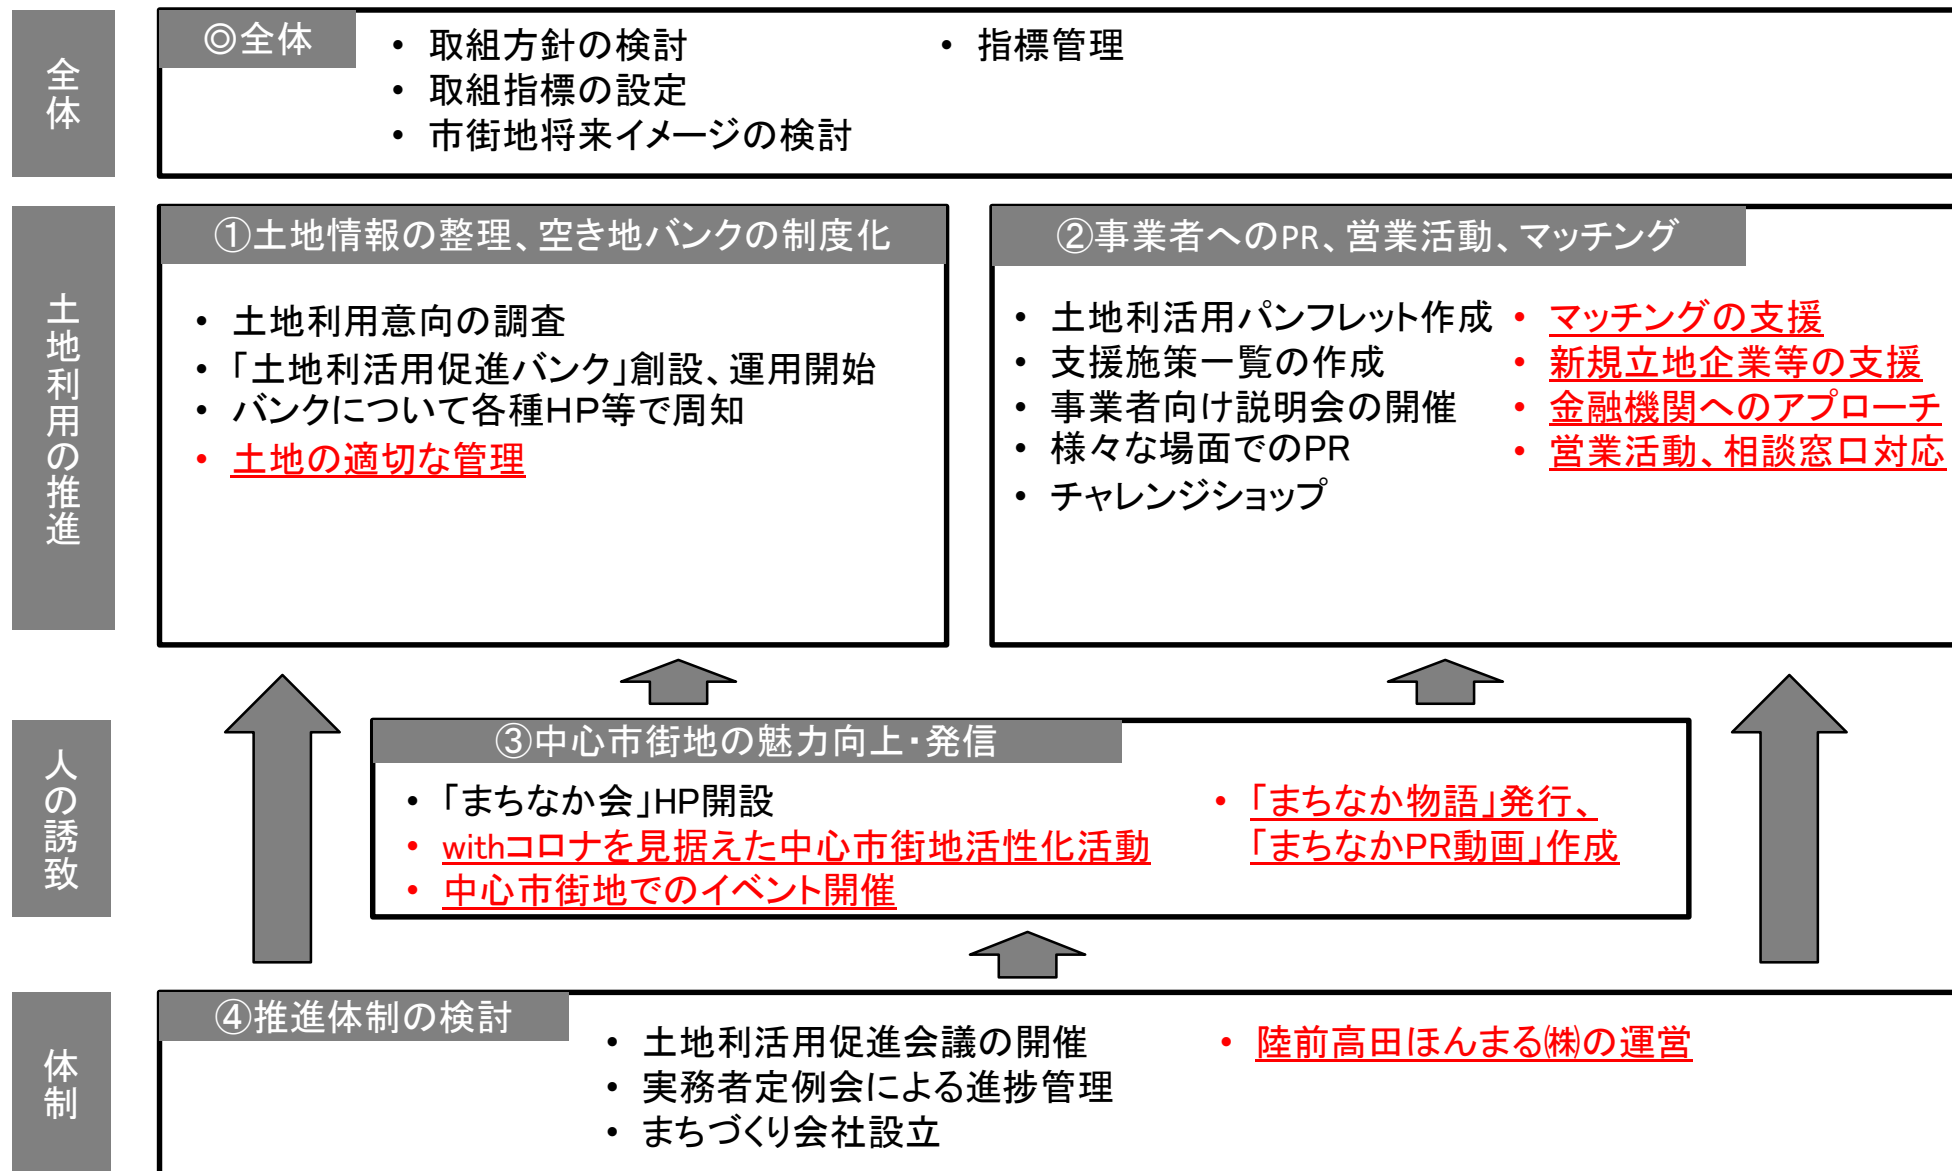 全体
◎全体
• 取組方針の検討
• 取組指標の設定
• 市街地将来イメージの検討
• 指標管理
土地利用の推進
①土地情報の整理、空き地バンクの制度化
• 土地利用意向の調査
• 「土地利活用促進バンク」創設、運用開始
• バンクについて各種HP等で周知
• 土地の適切な管理
②事業者へのPR、営業活動、マッチング
• 土地利活用パンフレット作成
• 支援施策一覧の作成
• 事業者向け説明会の開催
• 様々な場面でのPR
• チャレンジショップ
• マッチングの支援
• 新規立地企業等の支援
• 金融機関へのアプローチ
• 営業活動、相談窓口対応
人の誘致
③中心市街地の魅力向上・発信
• 「まちなか会」HP開設
• withコロナを見据えた中心市街地活性化活動
• 中心市街地でのイベント開催
• 「まちなか物語」発行、
「まちなかPR動画」作成
体制
④推進体制の検討
• 土地利活用促進会議の開催
• 実務者定例会による進捗管理
• まちづくり会社設立
• 陸前高田ほんまる㈱の運営